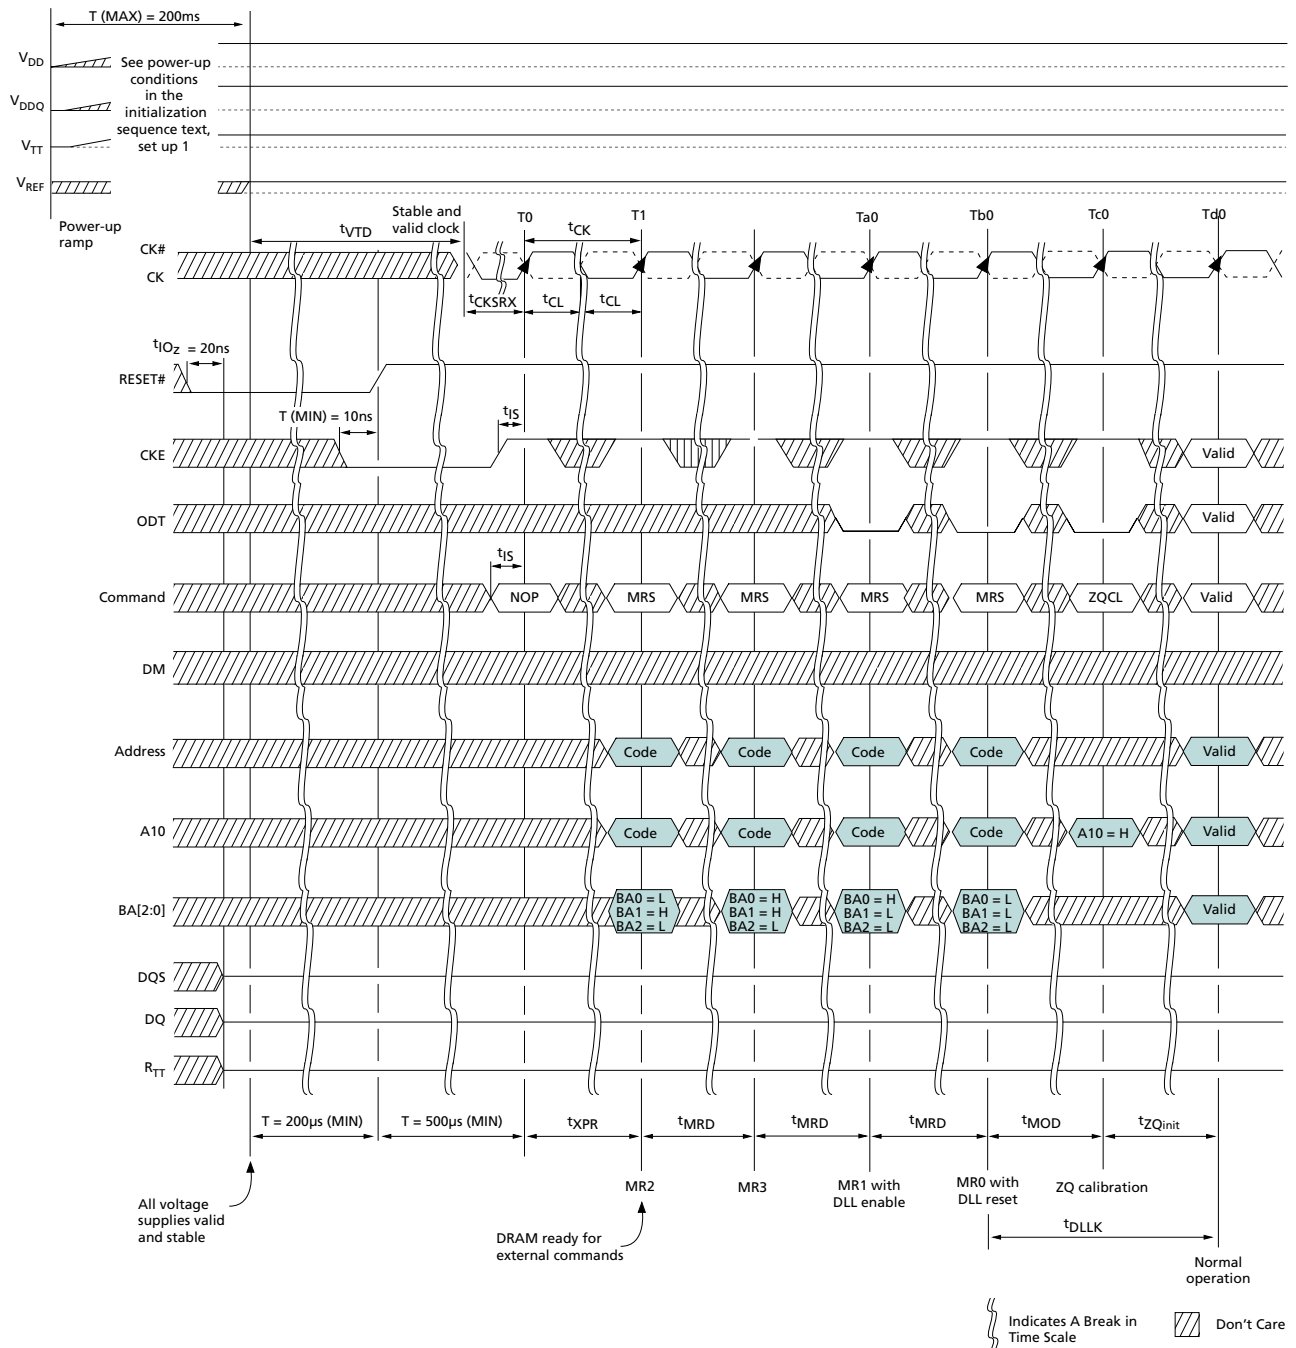 T (MAX) = 200ms
VDD
See power-up
conditions
in the
initialization
sequence text,
set up 1
VDDQ
VTT
VREF
Power-up
ramp
Stable and
valid clock
tVTD
T0
T1
Ta0
Tb0
Tc0
Td0
tCK
CK#
CK
tCKSRX
tCL
tCL
tIOz = 20ns
RESET#
T (MIN) = 10ns
tIS
CKE
Valid
ODT
Valid
tIS
Command
NOP
MRS
MRS
MRS
MRS
ZQCL
Valid
DM
Address
Code
Code
Code
Code
Valid
A10
Code
Code
Code
Code
A10 = H
Valid
BA[2:0]
BA0 = L
BA1 = H
BA2 = L
BA0 = H
BA1 = H
BA2 = L
BA0 = H
BA1 = L
BA2 = L
BA0 = L
BA1 = L
BA2 = L
Valid
DQS
DQ
RTT
T = 200µs (MIN)
T = 500µs (MIN)
tXPR
tMRD
tMRD
tMRD
tMOD
tZQinit
All voltage
supplies valid
and stable
MR2
MR3
MR1 with
DLL enable
MR0 with
DLL reset
ZQ calibration
DRAM ready for
external commands
tDLLK
Normal
operation
Indicates A Break in
Time Scale
Don't Care